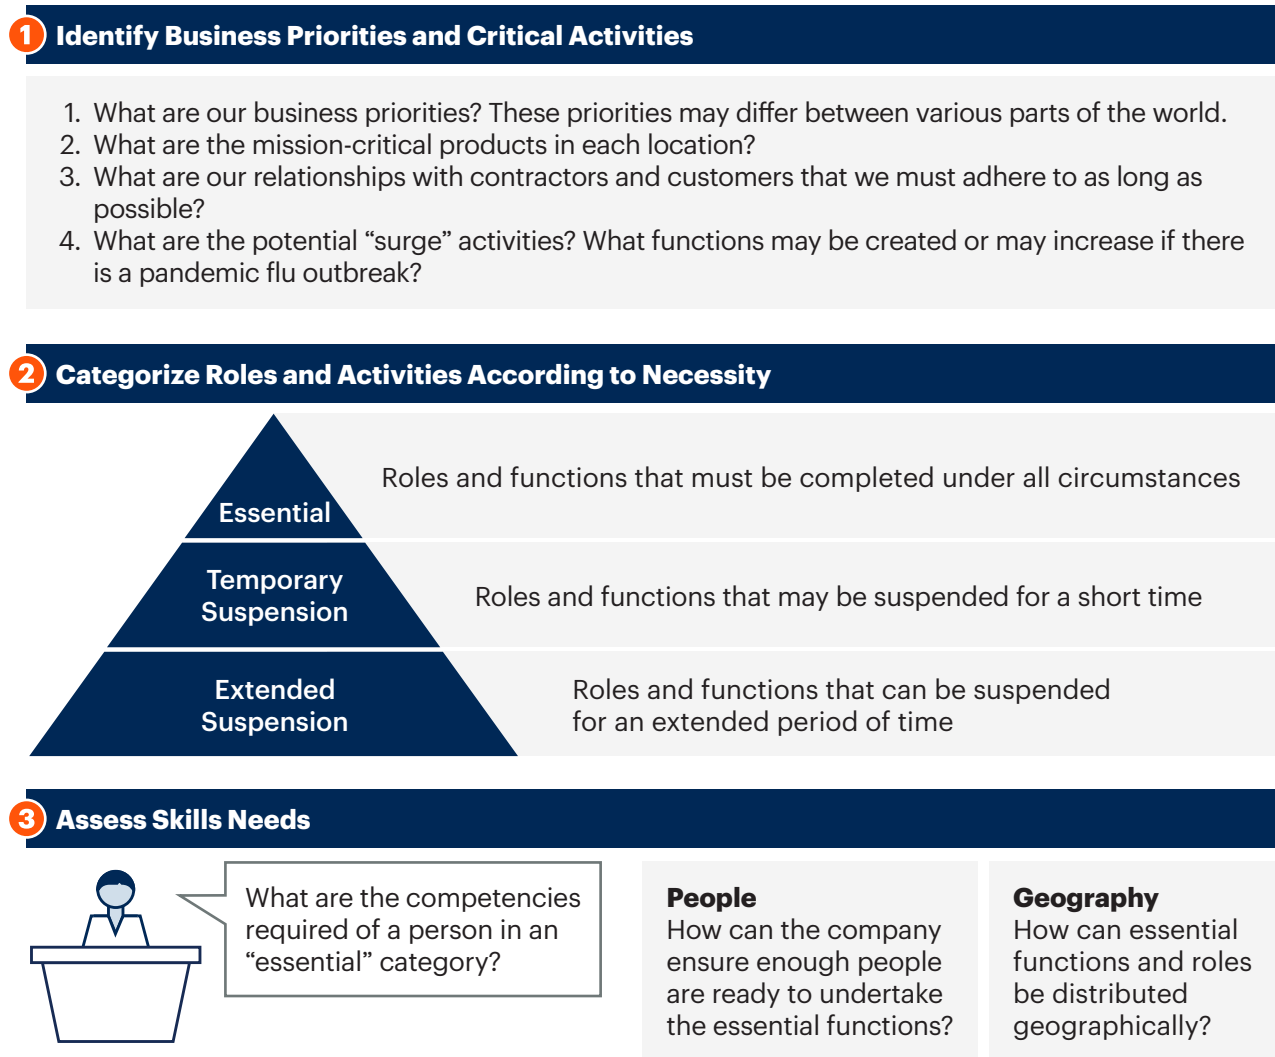 1 Identify Business Priorities and Critical Activities
1. What are our business priorities? These priorities may differ between various parts of the world.
2. What are the mission-critical products in each location?
3. What are our relationships with contractors and customers that we must adhere to as long as
possible?
4. What are the potential “surge” activities? What functions may be created or may increase if there
is a pandemic flu outbreak?
2 Categorize Roles and Activities According to Necessity
Essential
Roles and functions that must be completed under all circumstances
Temporary
Suspension
Roles and functions that may be suspended for a short time
Extended
Suspension
Roles and functions that can be suspended
for an extended period of time
3 Assess Skills Needs
What are the competencies
required of a person in an
“essential” category?
People
How can the company
ensure enough people
are ready to undertake
the essential functions?
Geography
How can essential
functions and roles
be distributed
geographically?